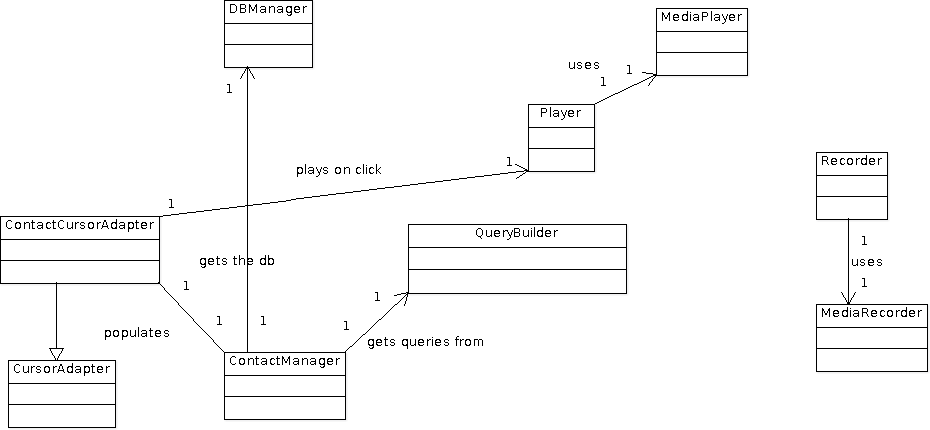 DBManager
MediaPlayer
uses
1
1
1
Player
1
plays on click
1
Recorder
ContactCursorAdapter
QueryBuilder
1
gets the db
uses
1
1
1
1
1
1
MediaRecorder
populates
gets queries from
ContactManager
CursorAdapter